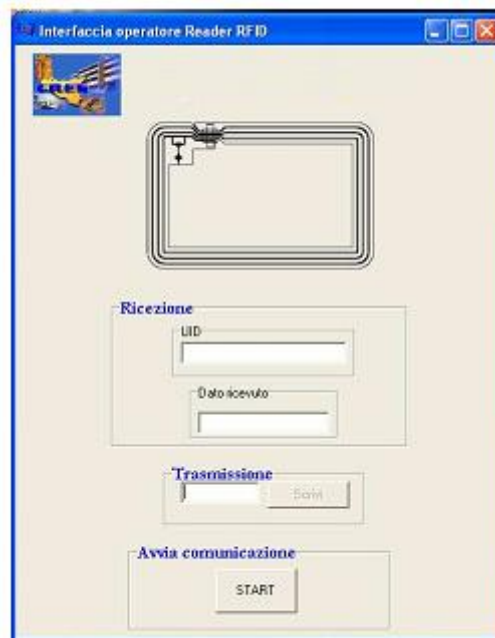 Interfaccia operatore Reader RFID
Ricezione
UID
Dato ricevuto
Trasmissione
Scrivi
Avvia comunicazione
START